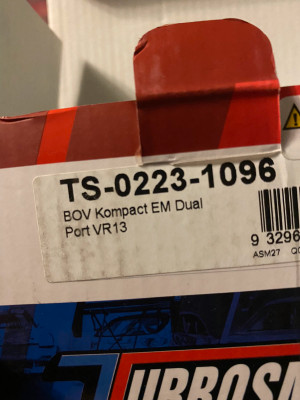 TS-0223-1096
BOV Kompact EM Dual
Port VR13
9 3296
ASM27